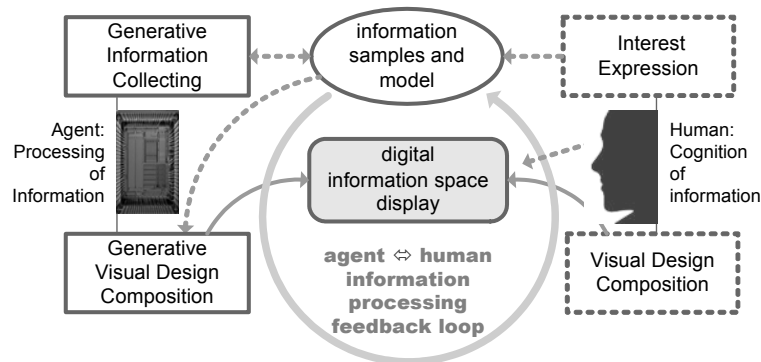 Generative
Information
Collecting
information
samples and
model
Interest
Expression
Agent:
Processing
of
Information
digital
information space
display
Human:
Cognition
of
information
Generative
Visual Design
Composition
agent ⇔ human
information
processing
feedback loop
Visual Design
Composition